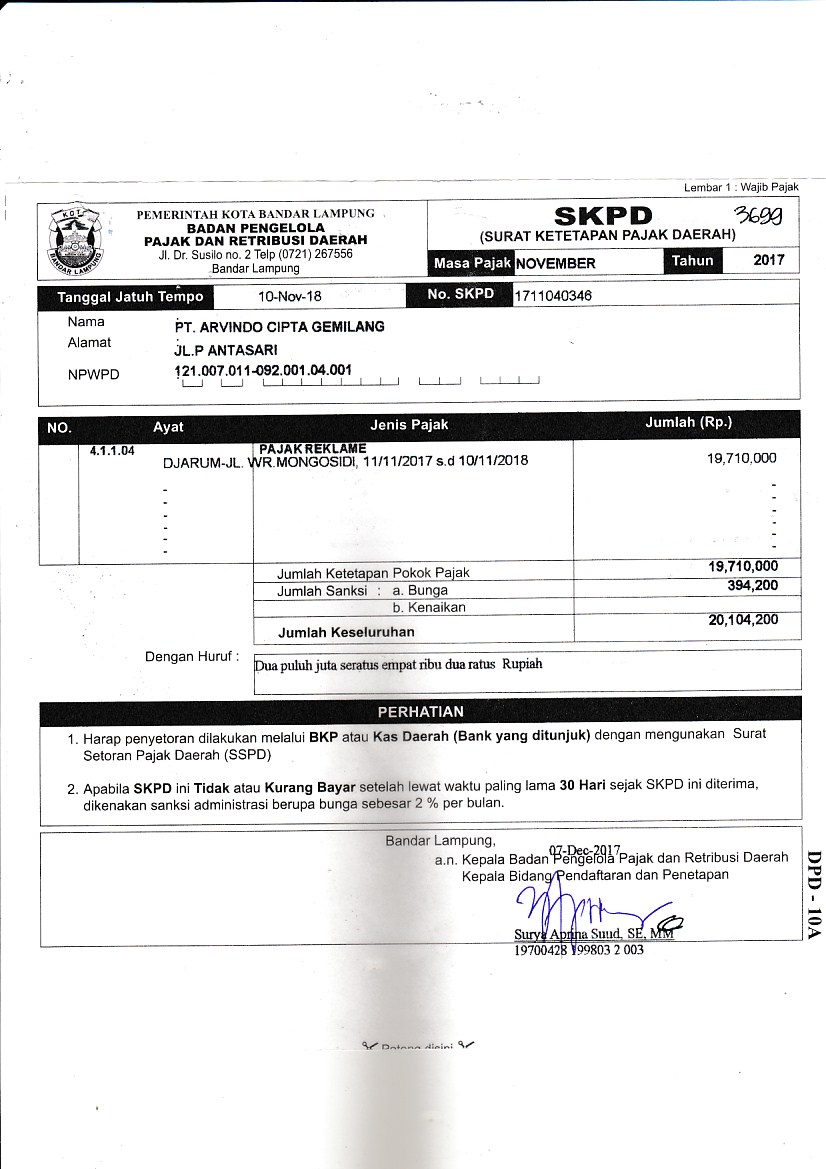 Lembar 1 : Wajib Pajak
KOTA
BANDAR LAMPUNG
PEMERINTAH KOTA BANDAR LAMPUNG
BADAN PENGELOLA
PAJAK DAN RETRIBUSI DAERAH
Jl. Dr. Susilo no. 2 Telp (0721) 267556
Bandar Lampung
SKPD 3699
(SURAT KETETAPAN PAJAK DAERAH)
Masa Pajak NOVEMBER Tahun 2017
Tanggal Jatuh Tempo 10-Nov-18 No. SKPD 1711040346
Nama PT. ARVINDO CIPTA GEMILANG
Alamat JL.P ANTASARI
NPWPD 121.007.011-092.001.04.001
NO. Ayat Jenis Pajak Jumlah (Rp.)
4.1.1.04 PAJAK REKLAME
DJARUM-JL. WR.MONGOSIDI, 11/11/2017 s.d 10/11/2018 19,710,000
- -
- -
- -
- -
- -
- -
Jumlah Ketetapan Pokok Pajak 19,710,000
Jumlah Sanksi : a. Bunga 394,200
b. Kenaikan
Jumlah Keseluruhan 20,104,200
Dengan Huruf : Dua puluh juta seratus empat ribu dua ratus Rupiah
PERHATIAN
1. Harap penyetoran dilakukan melalui BKP atau Kas Daerah (Bank yang ditunjuk) dengan mengunakan Surat
Setoran Pajak Daerah (SSPD)
2. Apabila SKPD ini Tidak atau Kurang Bayar setelah lewat waktu paling lama 30 Hari sejak SKPD ini diterima,
dikenakan sanksi administrasi berupa bunga sebesar 2 % per bulan.
Bandar Lampung,
07-Dec-2017
a.n. Kepala Badan Pengelola Pajak dan Retribusi Daerah
Kepala Bidang Pendaftaran dan Penetapan
Surya Aprina Suud, SE, MM
19700428 199803 2 003
DPD - 10A
Potong disini